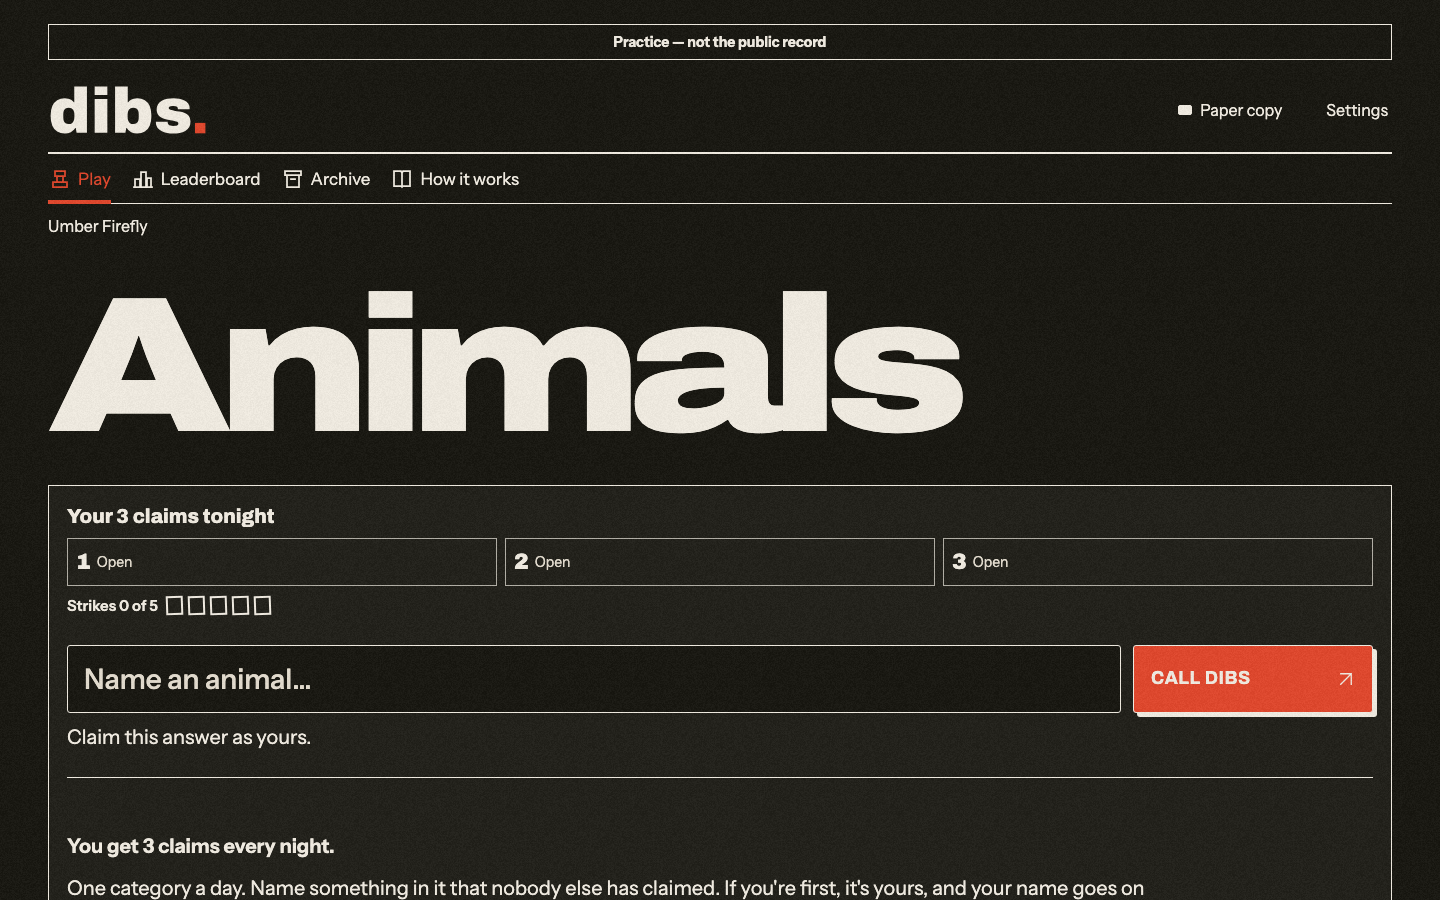 Practice — not the public record
dibs.
Paper copy
Settings
Play
Leaderboard
Archive
How it works
Umber Firefly
Animals
Your 3 claims tonight
1 Open
2 Open
3 Open
Strikes 0 of 5
Name an animal...
CALL DIBS
Claim this answer as yours.
You get 3 claims every night.
One category a day. Name something in it that nobody else has claimed. If you're first, it's yours, and your name goes on